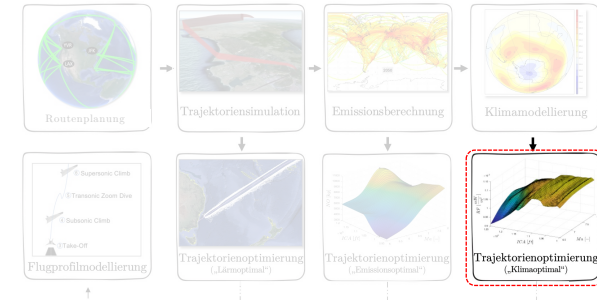 Routenplanung
Trajektoriensimulation
Emissionsberechnung
Klimamodellierung
Supersonic Climb
Transonic Zoom Dive
Subsonic Climb
Take-Off
Flugprofilmodellierung
Trajektorienoptimierung
(„Lärmoptimal“)
Trajektorienoptimierung
(„Emissionsoptimal“)
Trajektorienoptimierung
(„Klimaoptimal“)